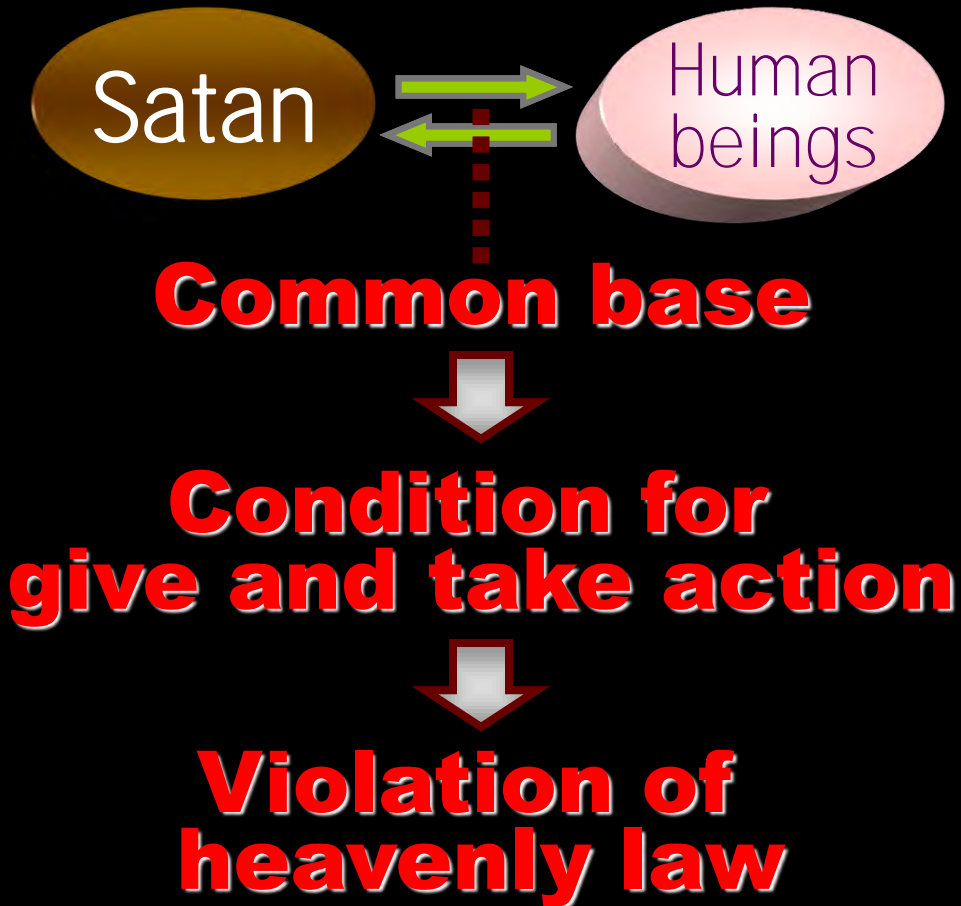 Satan
Human
beings
Common base
Condition for
give and take action
Violation of
heavenly law